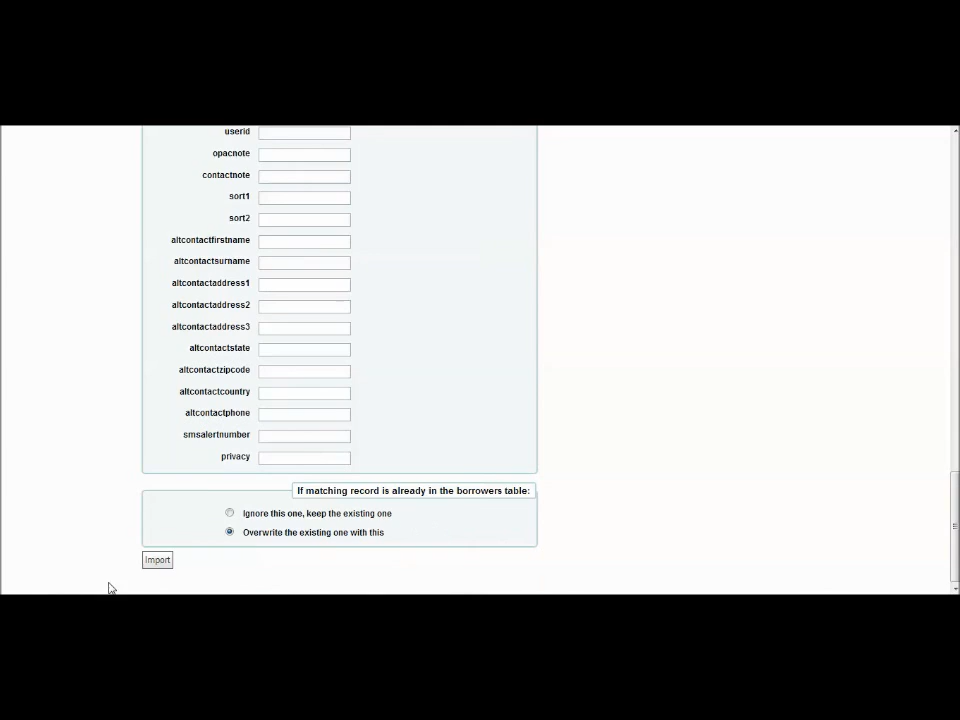 userid
opacnote
contactnote
sort1
sort2
altcontactfirstname
altcontactsurname
altcontactaddress1
altcontactaddress2
altcontactaddress3
altcontactstate
altcontactzipcode
altcontactcountry
altcontactphone
smsalertnumber
privacy
If matching record is already in the borrowers table:
Ignore this one, keep the existing one
Overwrite the existing one with this
Import